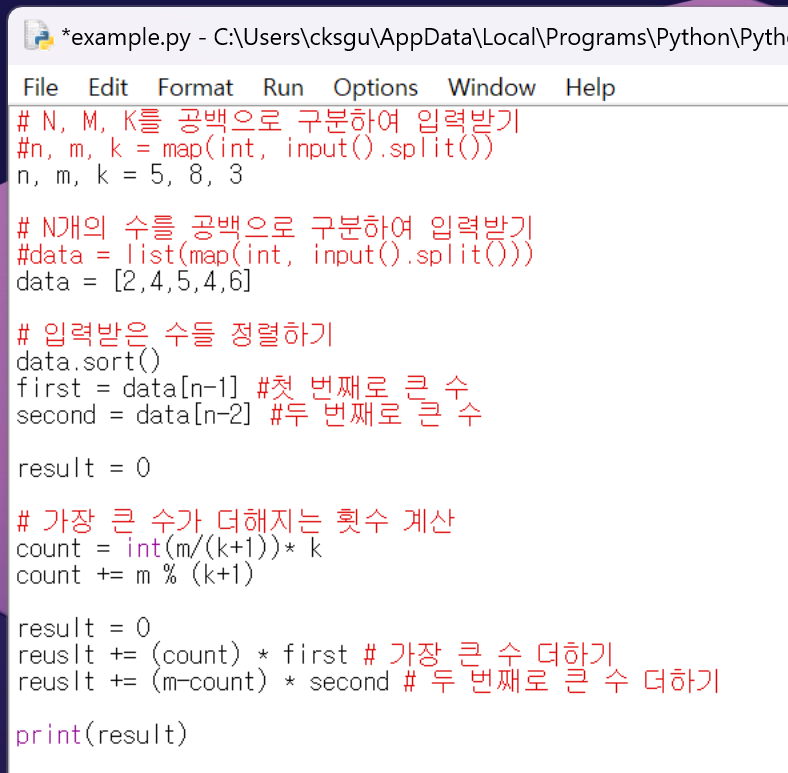 *example.py - C:\Users\cksgu\AppData\Local\Programs\Python\Pytho
File Edit Format Run Options Window Help
# N, M, K를 공백으로 구분하여 입력받기
#n, m, k = map(int, input().split())
n, m, k = 5, 8, 3
# N개의 수를 공백으로 구분하여 입력받기
#data = list(map(int, input().split()))
data = [2,4,5,4,6]
# 입력받은 수들 정렬하기
data.sort()
first = data[n-1] #첫 번째로 큰 수
second = data[n-2] #두 번째로 큰 수
result = 0
# 가장 큰 수가 더해지는 횟수 계산
count = int(m/(k+1))* k
count += m % (k+1)
result = 0
reuslt += (count) * first # 가장 큰 수 더하기
reuslt += (m-count) * second # 두 번째로 큰 수 더하기
print(result)